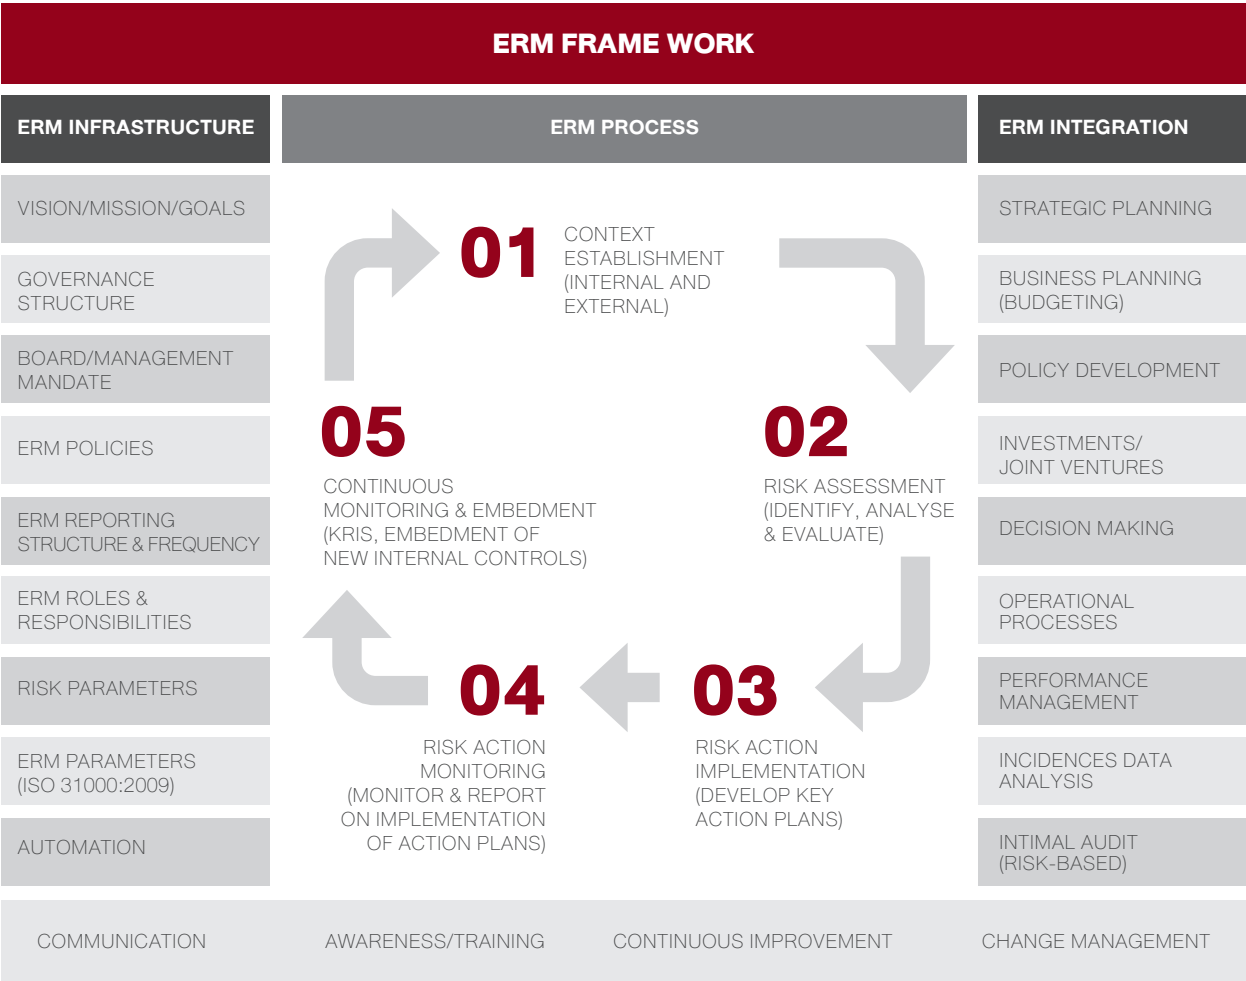 ERM FRAME WORK
ERM INFRASTRUCTURE
VISION/MISSION/GOALS
GOVERNANCE
STRUCTURE
BOARD/MANAGEMENT
MANDATE
ERM POLICIES
ERM REPORTING
STRUCTURE & FREQUENCY
ERM ROLES &
RESPONSIBILITIES
RISK PARAMETERS
ERM PARAMETERS
(ISO 31000:2009)
AUTOMATION
ERM PROCESS
01
CONTEXT
ESTABLISHMENT
(INTERNAL AND
EXTERNAL)
02
RISK ASSESSMENT
(IDENTIFY, ANALYSE
& EVALUATE)
03
RISK ACTION
IMPLEMENTATION
(DEVELOP KEY
ACTION PLANS)
04
RISK ACTION
MONITORING
(MONITOR & REPORT
ON IMPLEMENTATION
OF ACTION PLANS)
05
CONTINUOUS
MONITORING & EMBEDMENT
(KRIS, EMBEDMENT OF
NEW INTERNAL CONTROLS)
ERM INTEGRATION
STRATEGIC PLANNING
BUSINESS PLANNING
(BUDGETING)
POLICY DEVELOPMENT
INVESTMENTS/
JOINT VENTURES
DECISION MAKING
OPERATIONAL
PROCESSES
PERFORMANCE
MANAGEMENT
INCIDENCES DATA
ANALYSIS
INTIMAL AUDIT
(RISK-BASED)
COMMUNICATION
AWARENESS/TRAINING
CONTINUOUS IMPROVEMENT
CHANGE MANAGEMENT